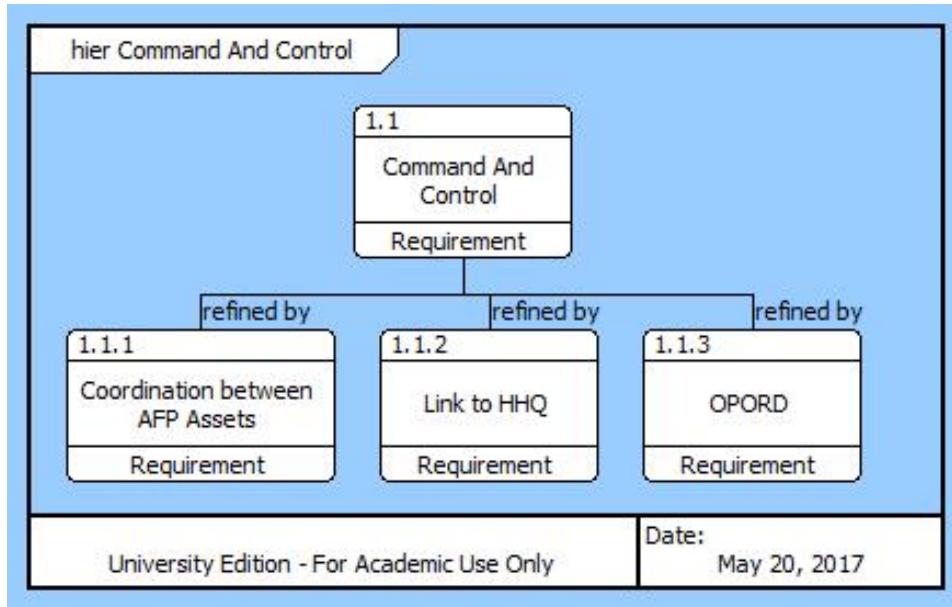 hier Command And Control
1.1
Command And
Control
Requirement
refined by
refined by
refined by
1.1.1
Coordination between
AFP Assets
Requirement
1.1.2
Link to HHQ
Requirement
1.1.3
OPORD
Requirement
University Edition - For Academic Use Only
Date:
May 20, 2017